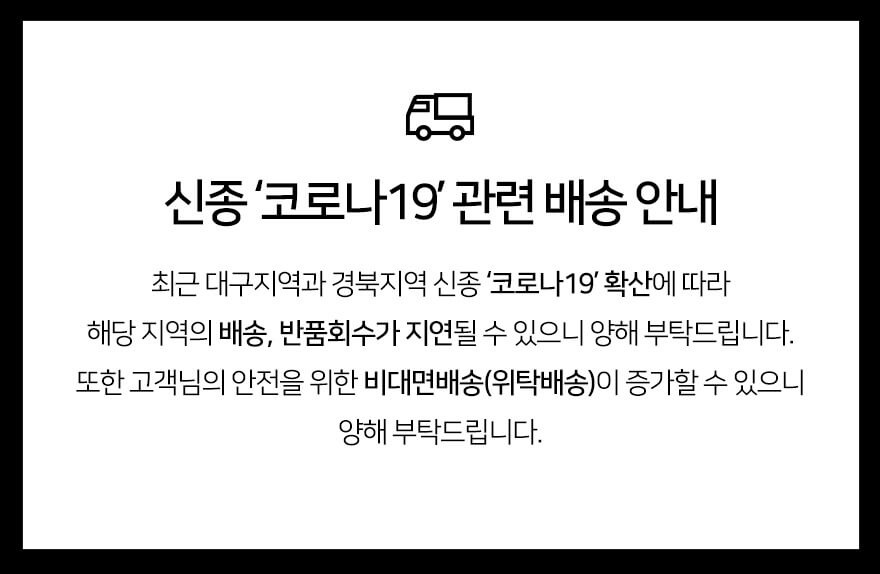 신종 ‘코로나19’ 관련 배송 안내
최근 대구지역과 경북지역 신종 ‘코로나19’ 확산에 따라
해당 지역의 배송, 반품회수가 지연될 수 있으니 양해 부탁드립니다.
또한 고객님의 안전을 위한 비대면배송(위탁배송)이 증가할 수 있으니
양해 부탁드립니다.